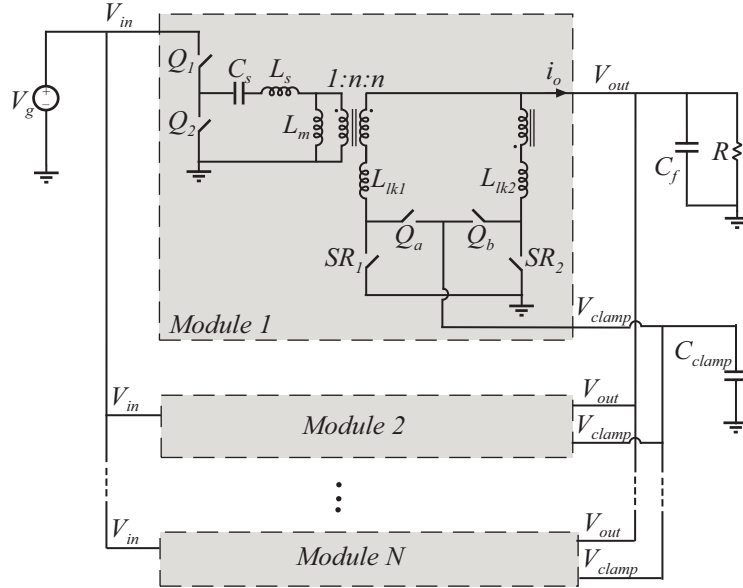 V_in
Q_1
C_s
L_s
1:n:n
i_o
V_out
V_g
+
−
Q_2
L_m
C_f
R
L_lk1
L_lk2
Q_a
Q_b
SR_1
SR_2
Module 1
V_clamp
C_clamp
V_in
Module 2
V_out
V_clamp
V_in
Module N
V_out
V_clamp